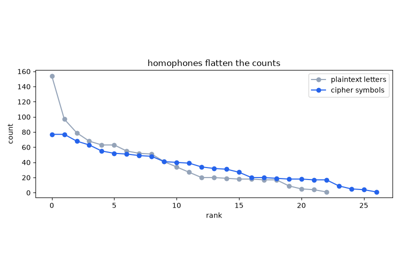 homophones flatten the counts
plaintext letters
cipher symbols
160
140
120
100
80
60
40
20
0
count
0 5 10 15 20 25
rank